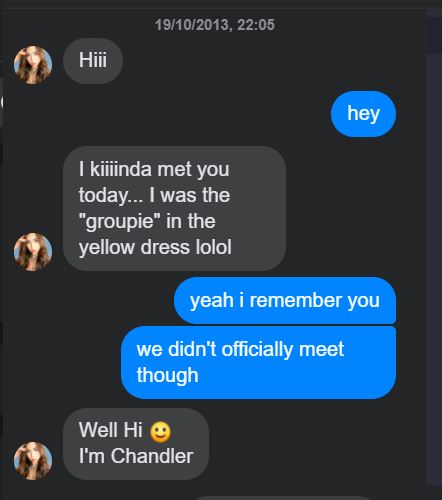 19/10/2013, 22:05
Hiii
hey
I kiiiinda met you
today... I was the
"groupie" in the
yellow dress lolol
yeah i remember you
we didn't officially meet
though
Well Hi 🙂
I'm Chandler